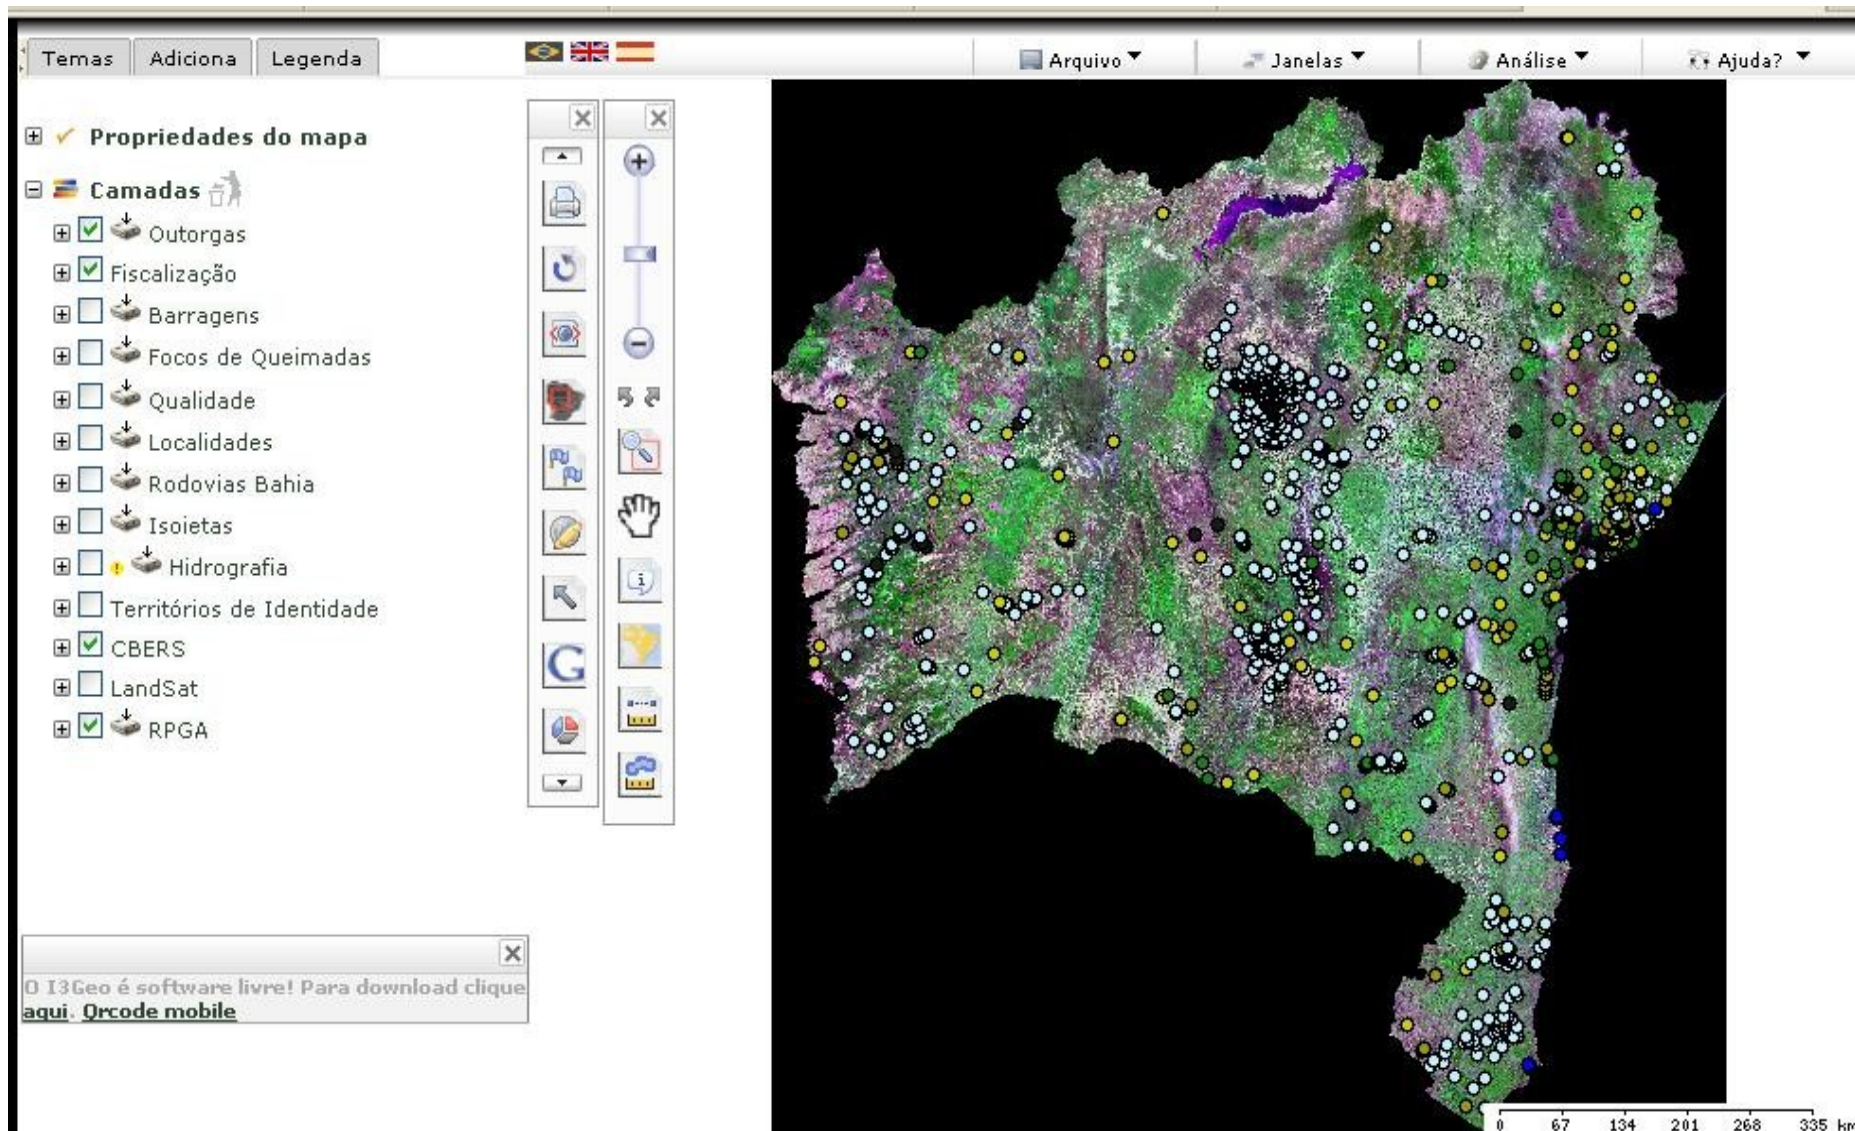 Temas Adiciona Legenda Arquivo Janelas Análise Ajuda?
Propriedades do mapa
Camadas
Outorgas
Fiscalização
Barragens
Focos de Queimadas
Qualidade
Localidades
Rodovias Bahia
Isoietas
Hidrografia
Territórios de Identidade
CBERS
LandSat
RPGA
O I3Geo é software livre! Para download clique
aqui. Qrcode mobile
0 67 134 201 268 335 km